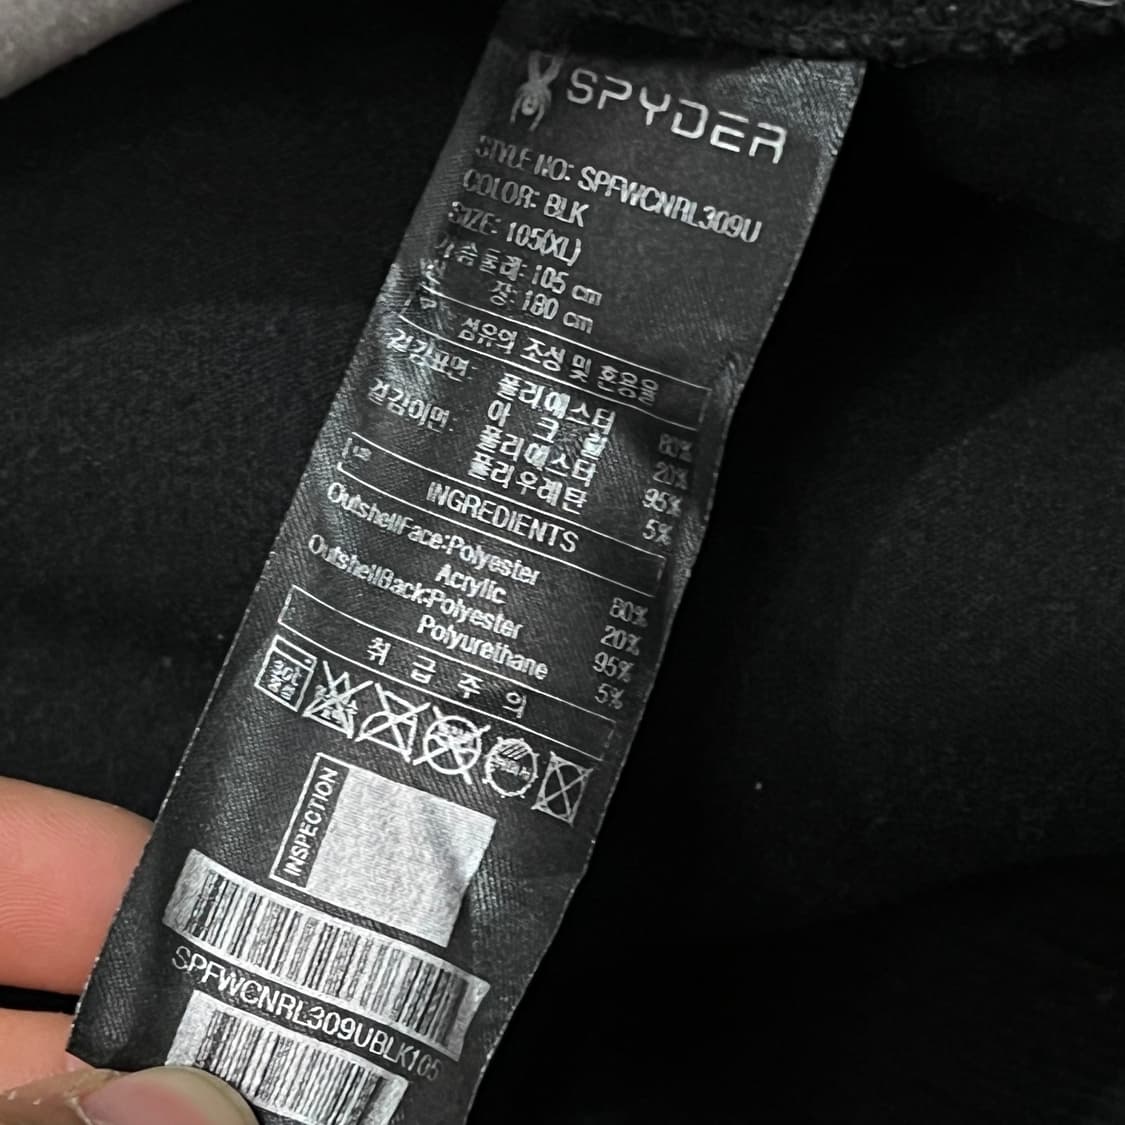 SPYDER
STYLE NO: SPFWCNRL309U
COLOR: BLK
SIZE: 105(XL)
가슴둘레: 105 cm
신 장: 180 cm
섬유의 조성 및 혼용율
겉감표면: 폴리에스터 80%
아 크 릴 20%
겉감이면: 폴리에스터 95%
폴리우레탄 5%
INGREDIENTS
OutshellFace:Polyester 80%
Acrylic 20%
OutshellBack:Polyester 95%
Polyurethane 5%
취 급 주 의
30℃
INSPECTION
SPFWCNRL309UBLK105